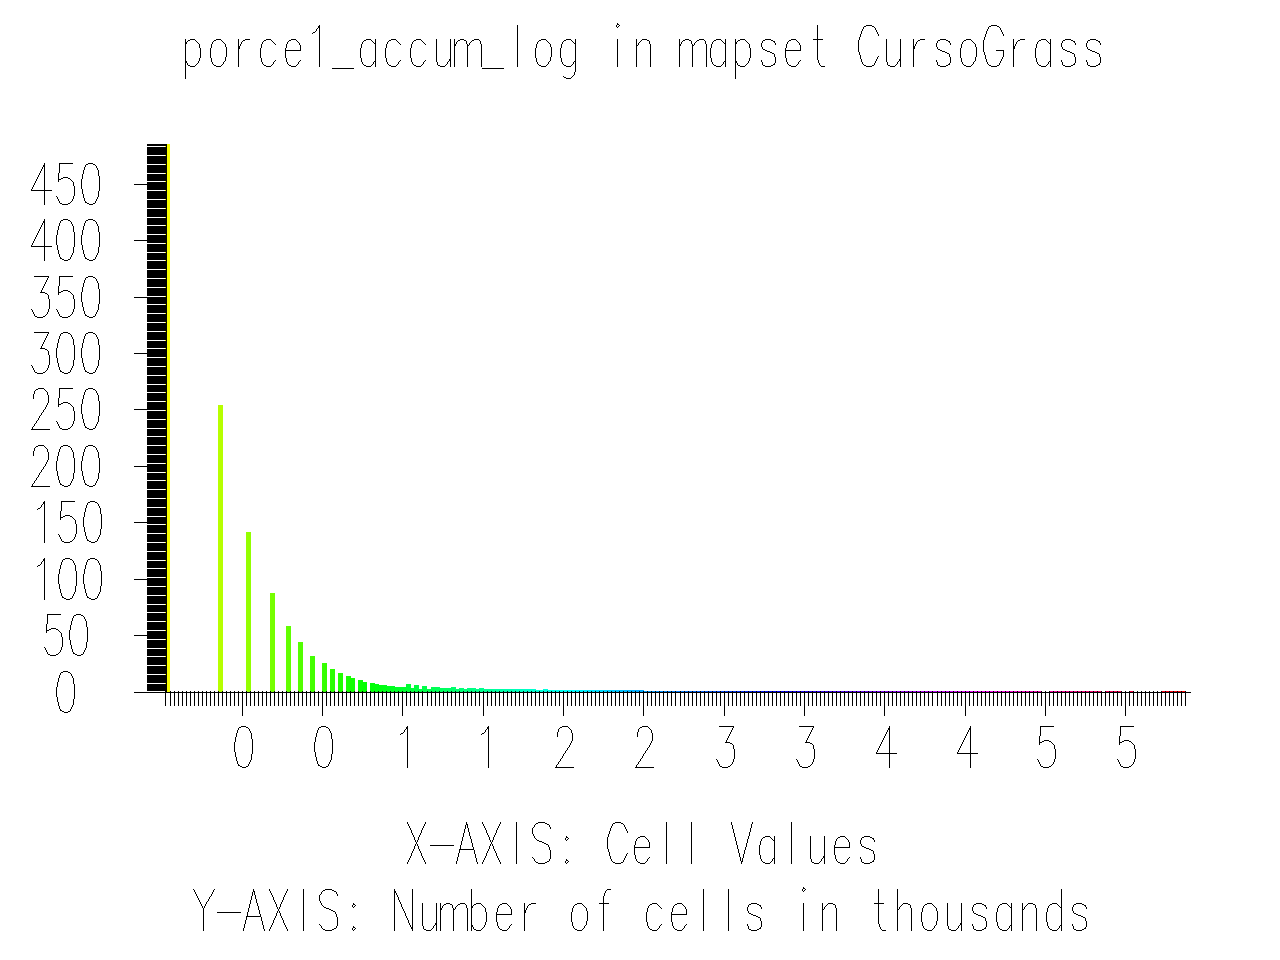 porce1_accum_log in mapset CursoGrass
450
400
350
300
250
200
150
100
50
0
0 0 1 1 2 2 3 3 4 4 5 5
X-AXIS: Cell Values
Y-AXIS: Number of cells in thousands